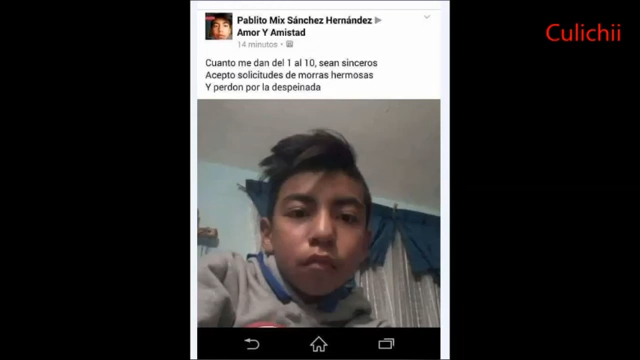 Pablito Mix Sánchez Hernández ▶
Amor Y Amistad
14 minutos •
Culichii
Cuanto me dan del 1 al 10, sean sinceros
Acepto solicitudes de morras hermosas
Y perdon por la despeinada